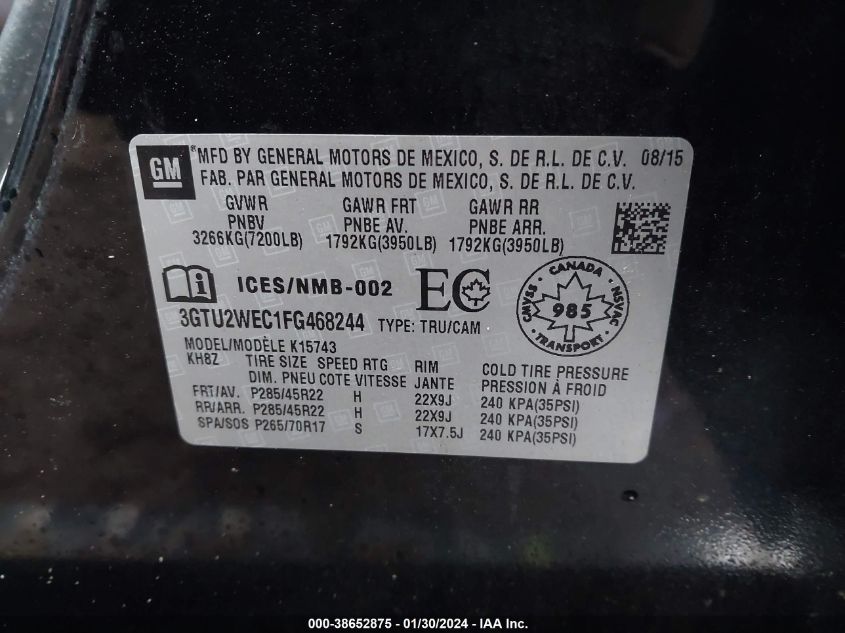 GM *MFD BY GENERAL MOTORS DE MEXICO, S. DE R.L. DE C.V. 08/15
FAB. PAR GENERAL MOTORS DE MEXICO, S. DE R.L. DE C.V.
GVWR GAWR FRT GAWR RR
PNBV PNBE AV. PNBE ARR.
3266KG(7200LB) 1792KG(3950LB) 1792KG(3950LB)
i ICES/NMB-002 EC
CANADA
CMVSS 985 NSVAC
TRANSPORT
3GTU2WEC1FG468244 TYPE: TRU/CAM
MODEL/MODÈLE K15743
KH8Z TIRE SIZE SPEED RTG RIM COLD TIRE PRESSURE
DIM. PNEU COTE VITESSE JANTE PRESSION À FROID
FRT/AV. P285/45R22 H 22X9J 240 KPA(35PSI)
RR/ARR. P285/45R22 H 22X9J 240 KPA(35PSI)
SPA/SOS P265/70R17 S 17X7.5J 240 KPA(35PSI)
000-38652875 - 01/30/2024 - IAA Inc.